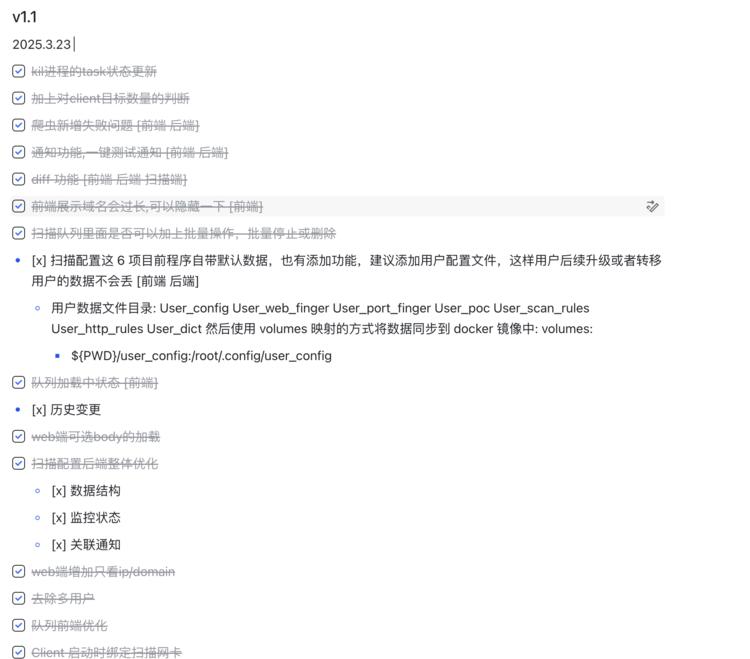 v1.1
2025.3.23
kil进程的task状态更新
加上对client目标数量的判断
爬虫新增失败问题 [前端 后端]
通知功能,一键测试通知 [前端 后端]
diff 功能 [前端 后端 扫描端]
前端展示域名会过长,可以隐藏一下 [前端]
扫描队列里面是否可以加上批量操作，批量停止或删除
[x] 扫描配置这 6 项目前程序自带默认数据，也有添加功能，建议添加用户配置文件，这样用户后续升级或者转移
用户的数据不会丢 [前端 后端]
用户数据文件目录: User_config User_web_finger User_port_finger User_poc User_scan_rules
User_http_rules User_dict 然后使用 volumes 映射的方式将数据同步到 docker 镜像中: volumes:
${PWD}/user_config:/root/.config/user_config
队列加载中状态 [前端]
[x] 历史变更
web端可选body的加载
扫描配置后端整体优化
[x] 数据结构
[x] 监控状态
[x] 关联通知
web端增加只看ip/domain
去除多用户
队列前端优化
Client 启动时绑定扫描网卡